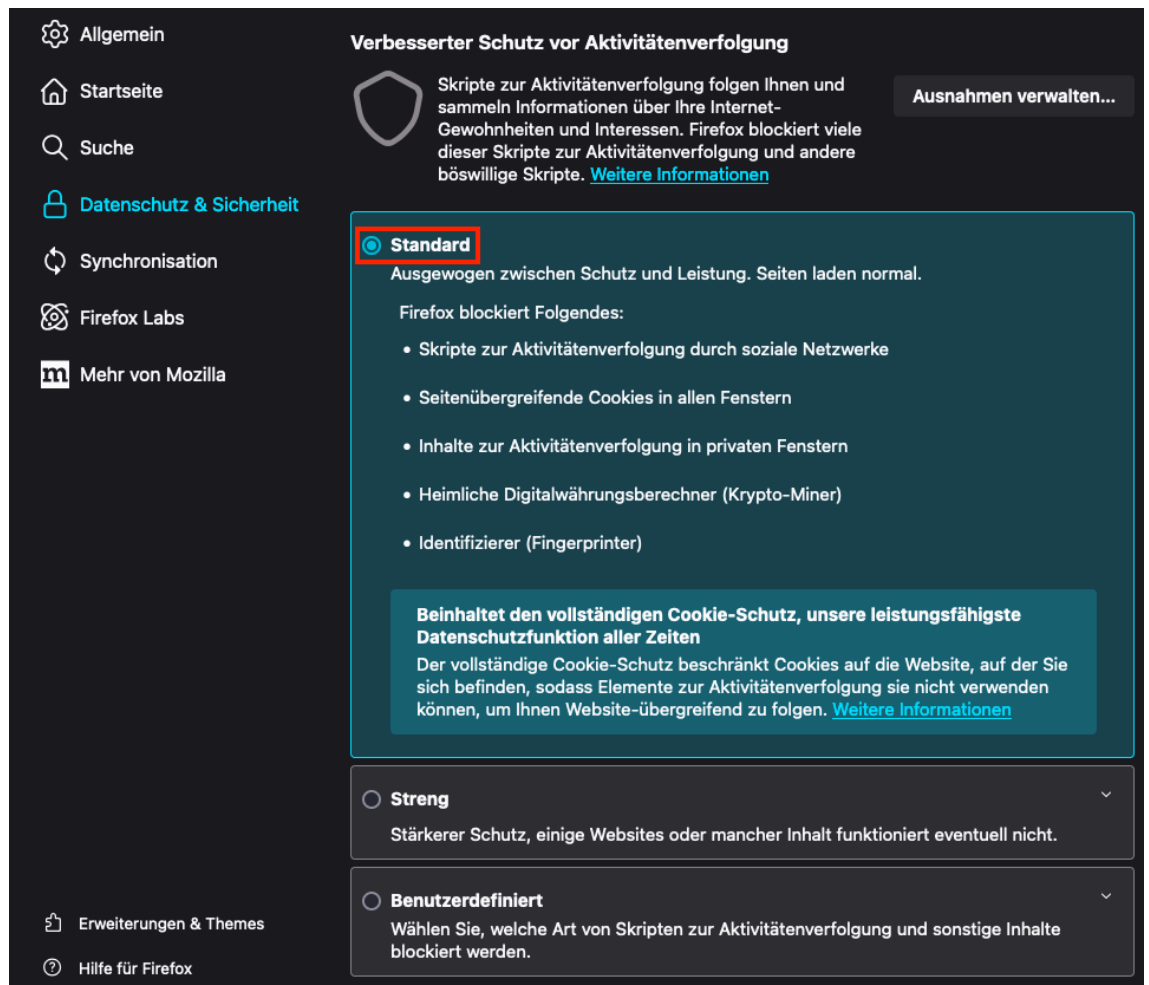 Allgemein
Startseite
Suche
Datenschutz & Sicherheit
Synchronisation
Firefox Labs
m Mehr von Mozilla
Erweiterungen & Themes
Hilfe für Firefox
Verbesserter Schutz vor Aktivitätenverfolgung
Skripte zur Aktivitätenverfolgung folgen Ihnen und
sammeln Informationen über Ihre Internet-
Gewohnheiten und Interessen. Firefox blockiert viele
dieser Skripte zur Aktivitätenverfolgung und andere
böswillige Skripte. Weitere Informationen
Ausnahmen verwalten...
Standard
Ausgewogen zwischen Schutz und Leistung. Seiten laden normal.
Firefox blockiert Folgendes:
• Skripte zur Aktivitätenverfolgung durch soziale Netzwerke
• Seitenübergreifende Cookies in allen Fenstern
• Inhalte zur Aktivitätenverfolgung in privaten Fenstern
• Heimliche Digitalwährungsberechner (Krypto-Miner)
• Identifizierer (Fingerprinter)
Beinhaltet den vollständigen Cookie-Schutz, unsere leistungsfähigste
Datenschutzfunktion aller Zeiten
Der vollständige Cookie-Schutz beschränkt Cookies auf die Website, auf der Sie
sich befinden, sodass Elemente zur Aktivitätenverfolgung sie nicht verwenden
können, um Ihnen Website-übergreifend zu folgen. Weitere Informationen
Streng
Stärkerer Schutz, einige Websites oder mancher Inhalt funktioniert eventuell nicht.
Benutzerdefiniert
Wählen Sie, welche Art von Skripten zur Aktivitätenverfolgung und sonstige Inhalte
blockiert werden.